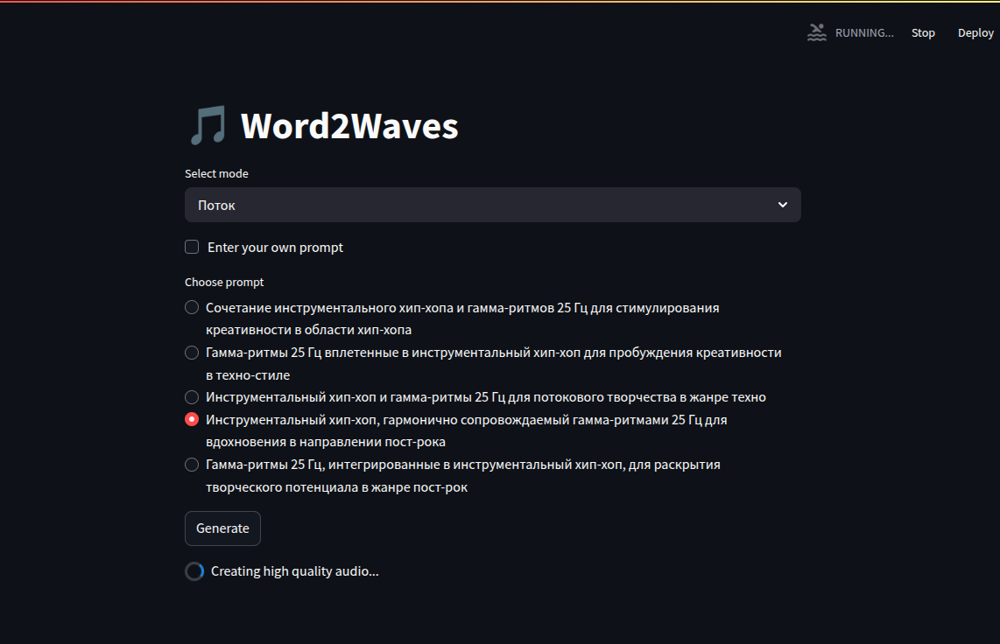 RUNNING...
Stop
Deploy
Word2Waves
Select mode
Поток
Enter your own prompt
Choose prompt
Сочетание инструментального хип-хопа и гамма-ритмов 25 Гц для стимулирования
креативности в области хип-хопа
Гамма-ритмы 25 Гц вплетенные в инструментальный хип-хоп для пробуждения креативности
в техно-стиле
Инструментальный хип-хоп и гамма-ритмы 25 Гц для потокового творчества в жанре техно
Инструментальный хип-хоп, гармонично сопровождаемый гамма-ритмами 25 Гц для
вдохновения в направлении пост-рока
Гамма-ритмы 25 Гц, интегрированные в инструментальный хип-хоп, для раскрытия
творческого потенциала в жанре пост-рок
Generate
Creating high quality audio...